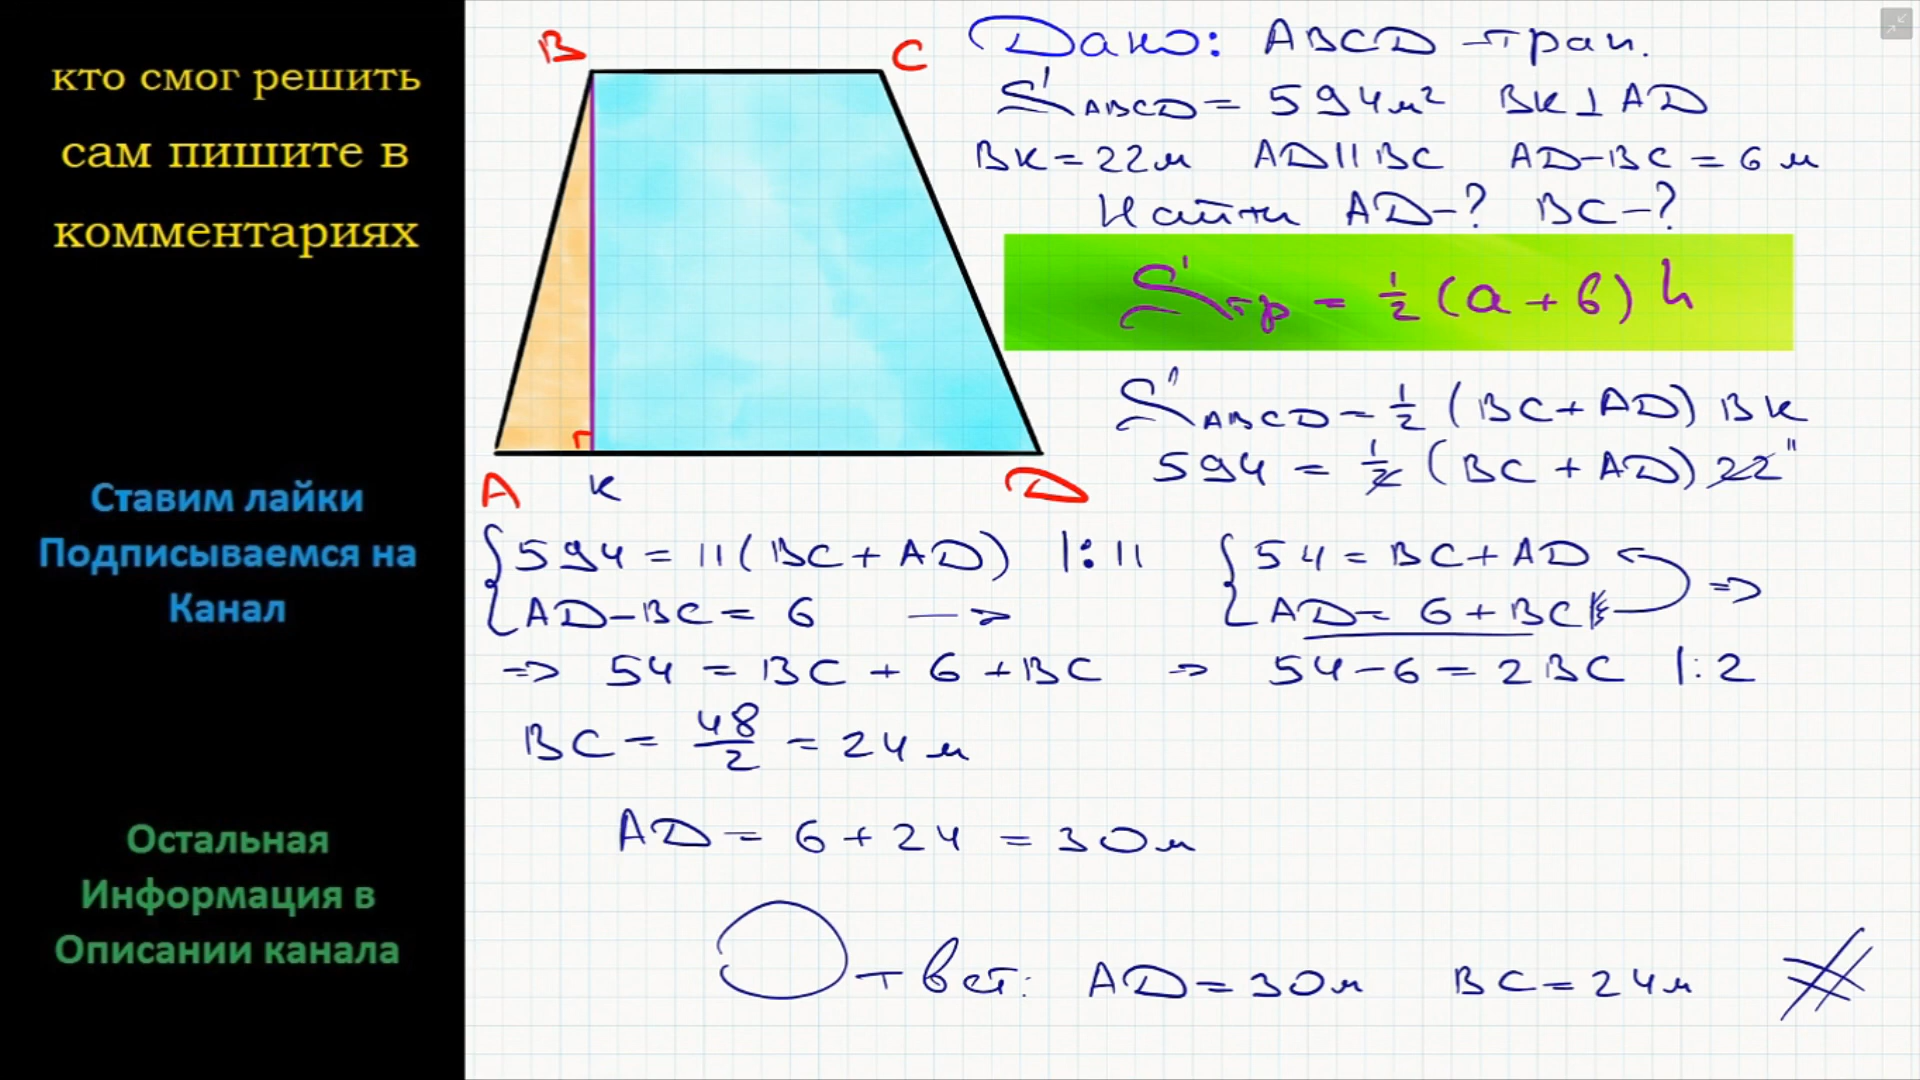 кто смог решить
сам пишите в
комментариях
Ставим лайки
Подписываемся на
Канал
Остальная
Информация в
Описании канала
B C
A K D
Дано: ABCD - трап.
S ABCD = 594 м² BK ⊥ AD
BK = 22 м AD || BC AD - BC = 6 м
Найти AD - ? BC - ?
Sтр = 1/2 (a + b) h
S ABCD = 1/2 (BC + AD) BK
594 = 1/2 (BC + AD) 22 11
{ 594 = 11 (BC + AD) | : 11 { 54 = BC + AD
AD - BC = 6 → AD = 6 + BC ⇒
⇒ 54 = BC + 6 + BC ⇒ 54 - 6 = 2 BC | : 2
BC = 48/2 = 24 м
AD = 6 + 24 = 30 м
Ответ: AD = 30 м BC = 24 м